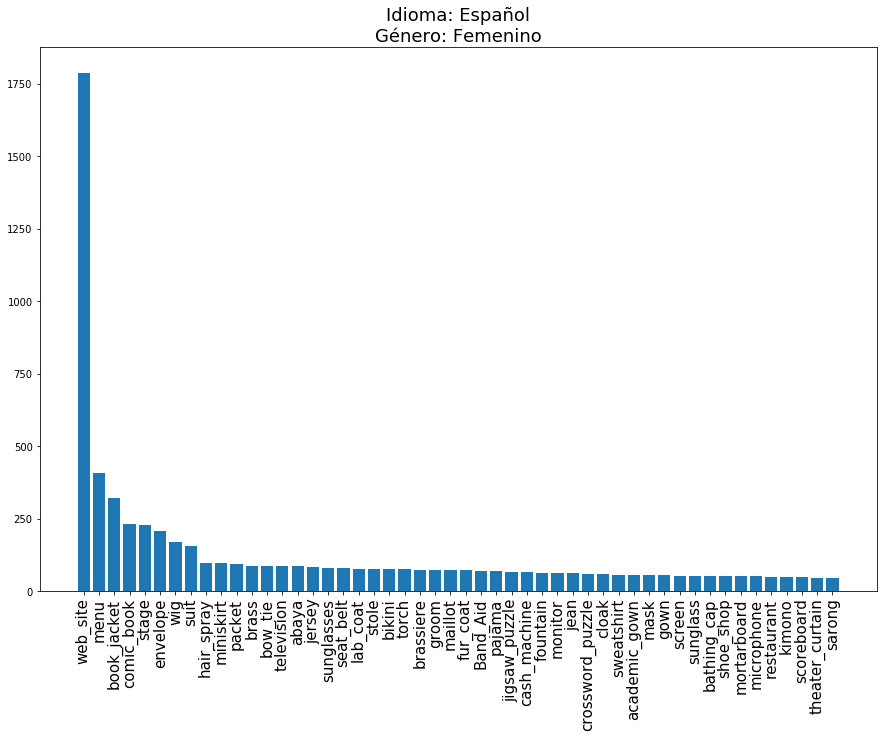 Idioma: Español
Género: Femenino
1750
1500
1250
1000
750
500
250
0
web_site
menu
book_jacket
comic_book
stage
envelope
wig
suit
hair_spray
miniskirt
packet
brass
bow_tie
television
abaya
jersey
sunglasses
seat_belt
lab_coat
stole
bikini
torch
brassiere
groom
maillot
fur_coat
Band_Aid
pajama
jigsaw_puzzle
cash_machine
fountain
monitor
jean
crossword_puzzle
cloak
sweatshirt
academic_gown
mask
gown
screen
sunglass
bathing_cap
shoe_shop
mortarboard
microphone
restaurant
kimono
scoreboard
theater_curtain
sarong